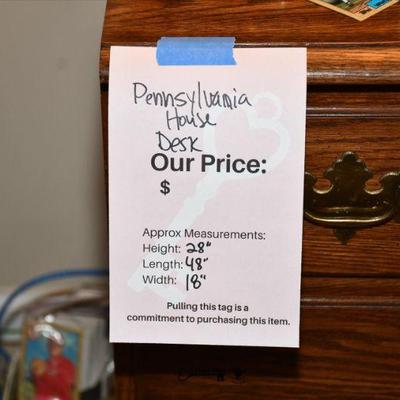 Pennsylvania
House
Desk
Our Price:
$
Approx Measurements:
Height: 28"
Length: 48"
Width: 18"
Pulling this tag is a
commitment to purchasing this item.